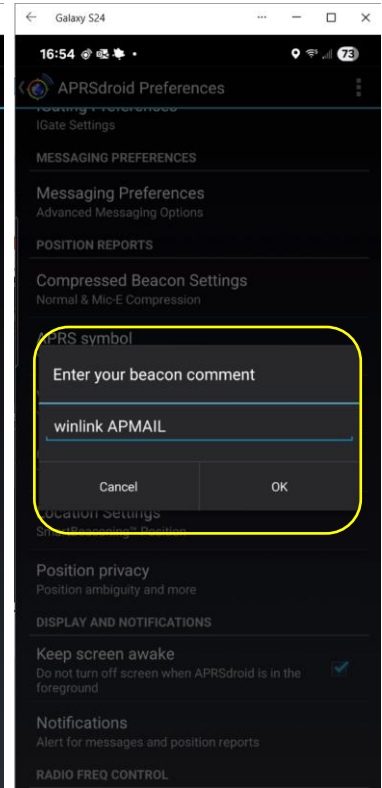 Galaxy S24
16:54
73
APRSdroid Preferences
IGate Settings
MESSAGING PREFERENCES
Messaging Preferences
Advanced Messaging Options
POSITION REPORTS
Compressed Beacon Settings
Normal & Mic-E Compression
APRS symbol
Enter your beacon comment
winlink APMAIL
Cancel OK
Location Settings
SmartBeaconing™ Position
Position privacy
Position ambiguity and more
DISPLAY AND NOTIFICATIONS
Keep screen awake
Do not turn off screen when APRSdroid is in the
foreground
Notifications
Alert for messages and position reports
RADIO FREQ CONTROL